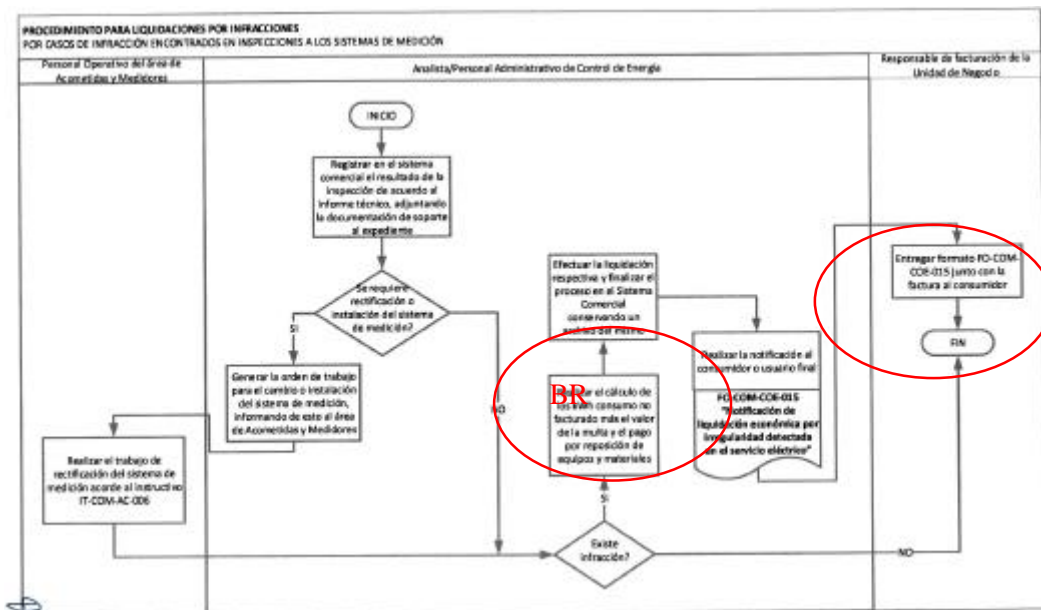 PROCEDIMIENTO PARA LIQUIDACIONES POR INFRACCIONES
POR CASOS DE INFRACCIÓN ENCONTRADOS EN INSPECCIONES A LOS SISTEMAS DE MEDICIÓN
Personal Operativo del área de
Acometidas y Medidores
Analista/Personal Administrativo de Control de Energía
Responsable de facturación de la
Unidad de Negocio
INICIO
Registrar en el sistema
comercial el resultado de la
inspección de acuerdo al
informe técnico, adjuntando
la documentación de soporte
al expediente
Se requiere
rectificación o
instalación del sistema
de medición?
SI
NO
Generar la orden de trabajo
para el cambio o instalación
del sistema de medición,
informando de esto al área
de Acometidas y Medidores
Realizar el trabajo de
rectificación del sistema de
medición acorde al instructivo
IT-COM-AC-006
Existe
infracción?
SI
NO
BR
Realizar el cálculo de
los kWh consumo no
facturado más el valor
de la multa y el pago
por reposición de
equipos y materiales
Efectuar la liquidación
respectiva y finalizar el
proceso en el Sistema
Comercial
conservando un
archivo del mismo
Realizar la notificación al
consumidor o usuario final
FO-COM-COE-015
"Notificación de
liquidación económica por
irregularidad detectada
en el servicio eléctrico"
Entregar formato FO-COM-
COE-015 junto con la
factura al consumidor
FIN